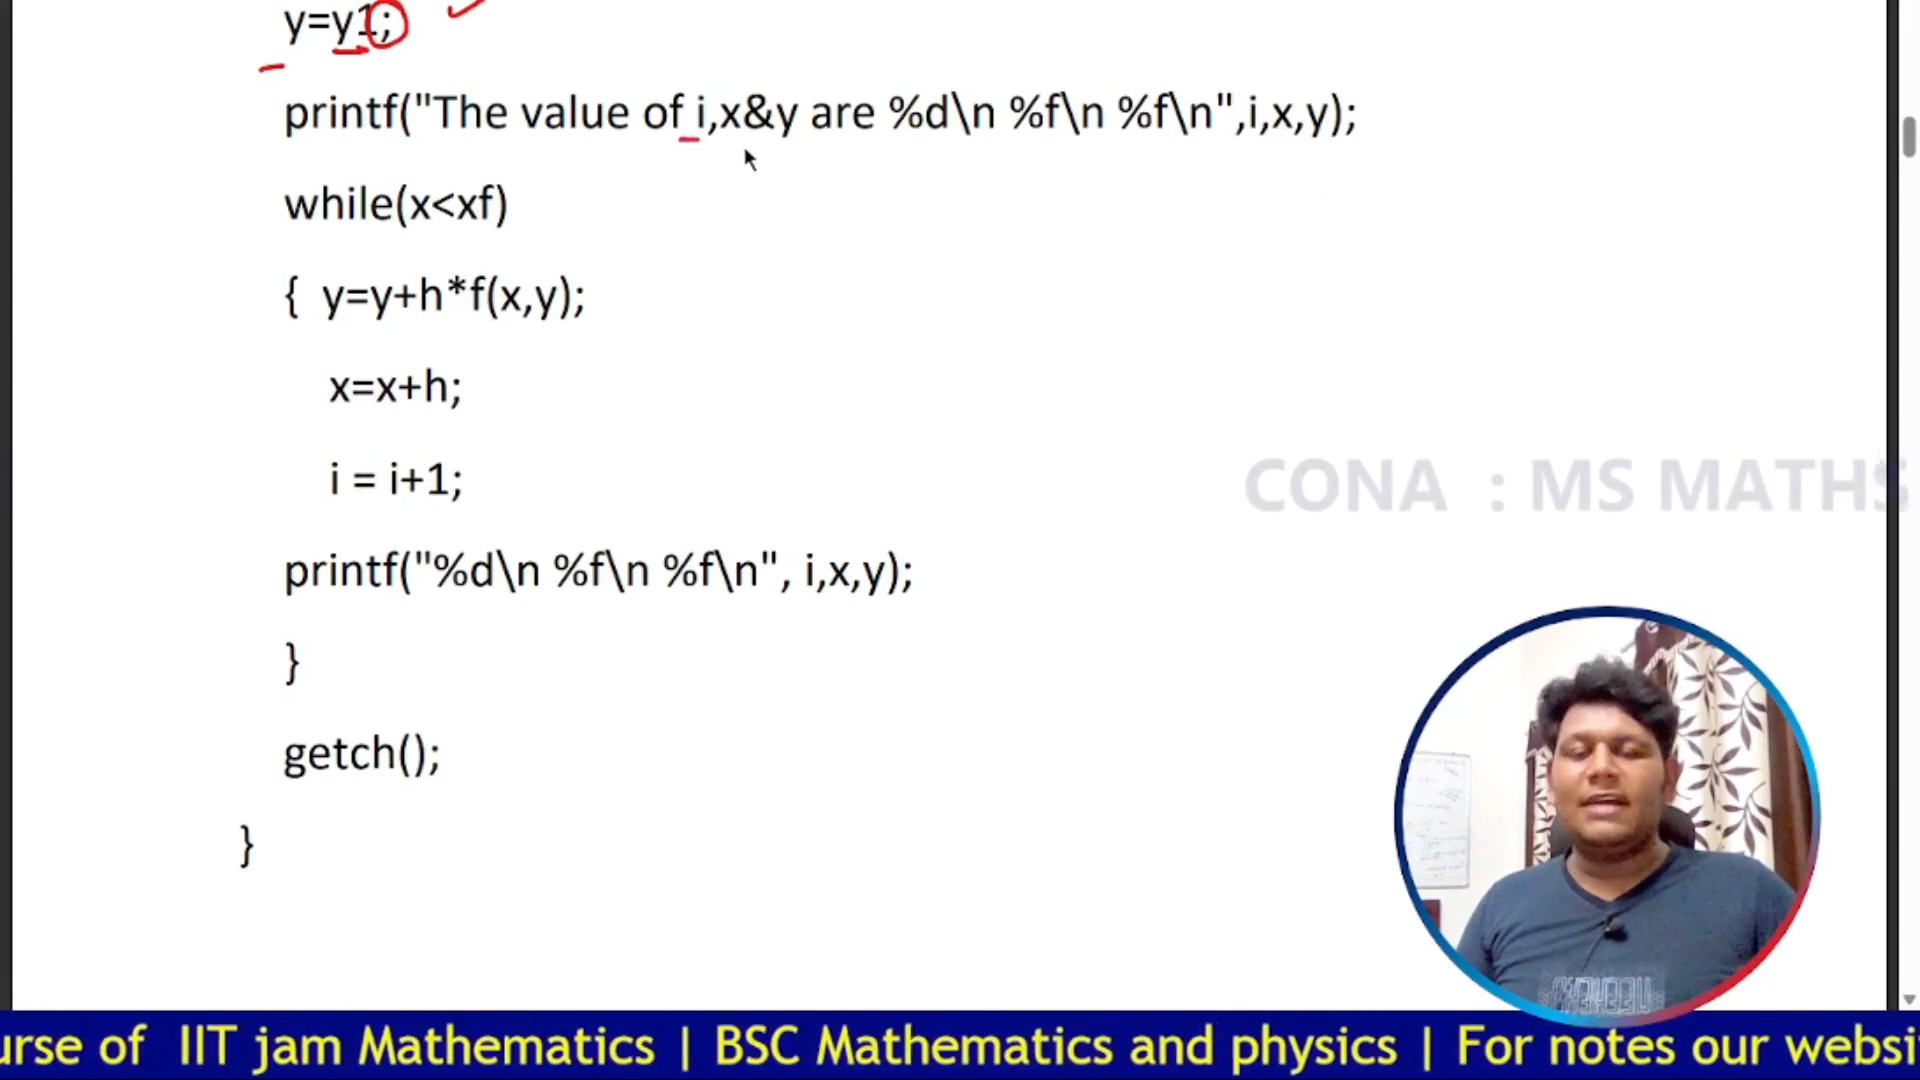 y=y1;
printf("The value of i,x&y are %d\n %f\n %f\n",i,x,y);
while(x<xf)
{ y=y+h*f(x,y);
x=x+h;
i = i+1;
CONA : MS MATHS
printf("%d\n %f\n %f\n", i,x,y);
}
getch();
}
urse of IIT jam Mathematics | BSC Mathematics and physics | For notes our websi